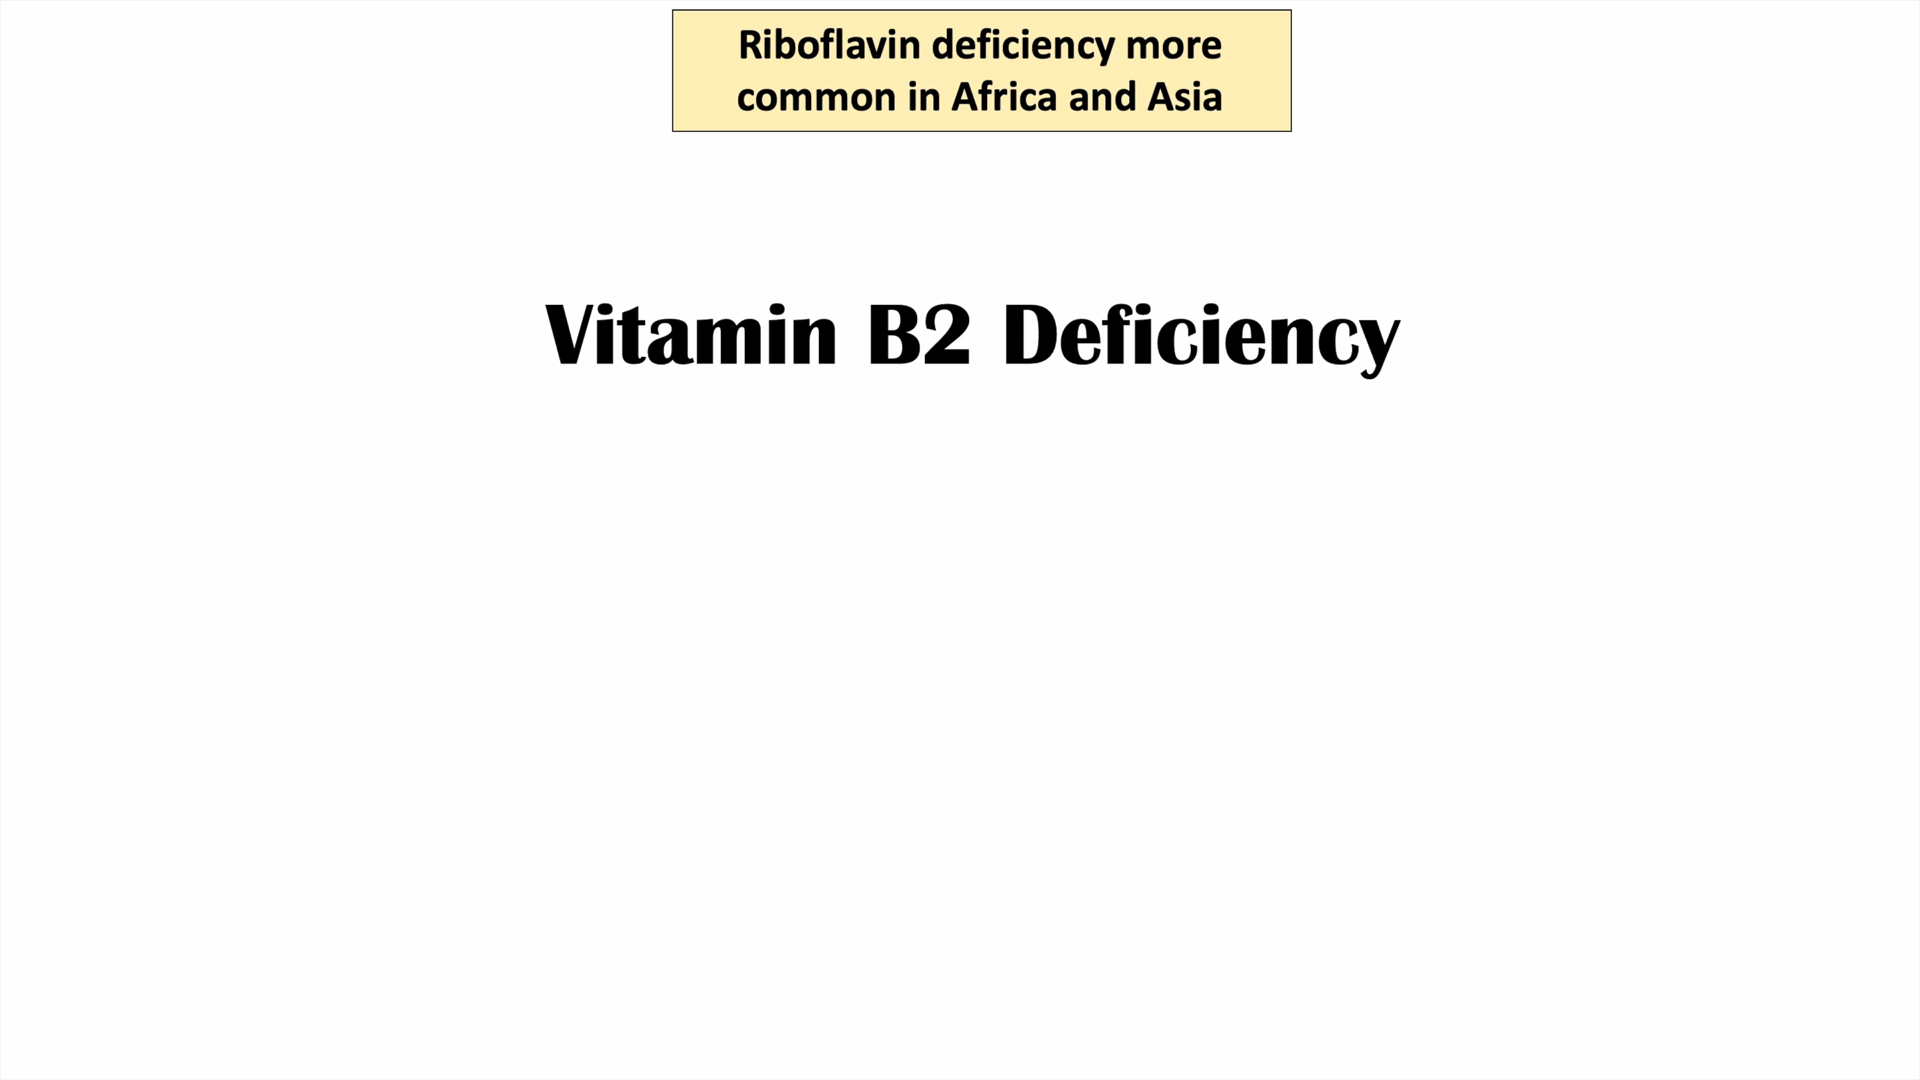 Riboflavin deficiency more
common in Africa and Asia
Vitamin B2 Deficiency